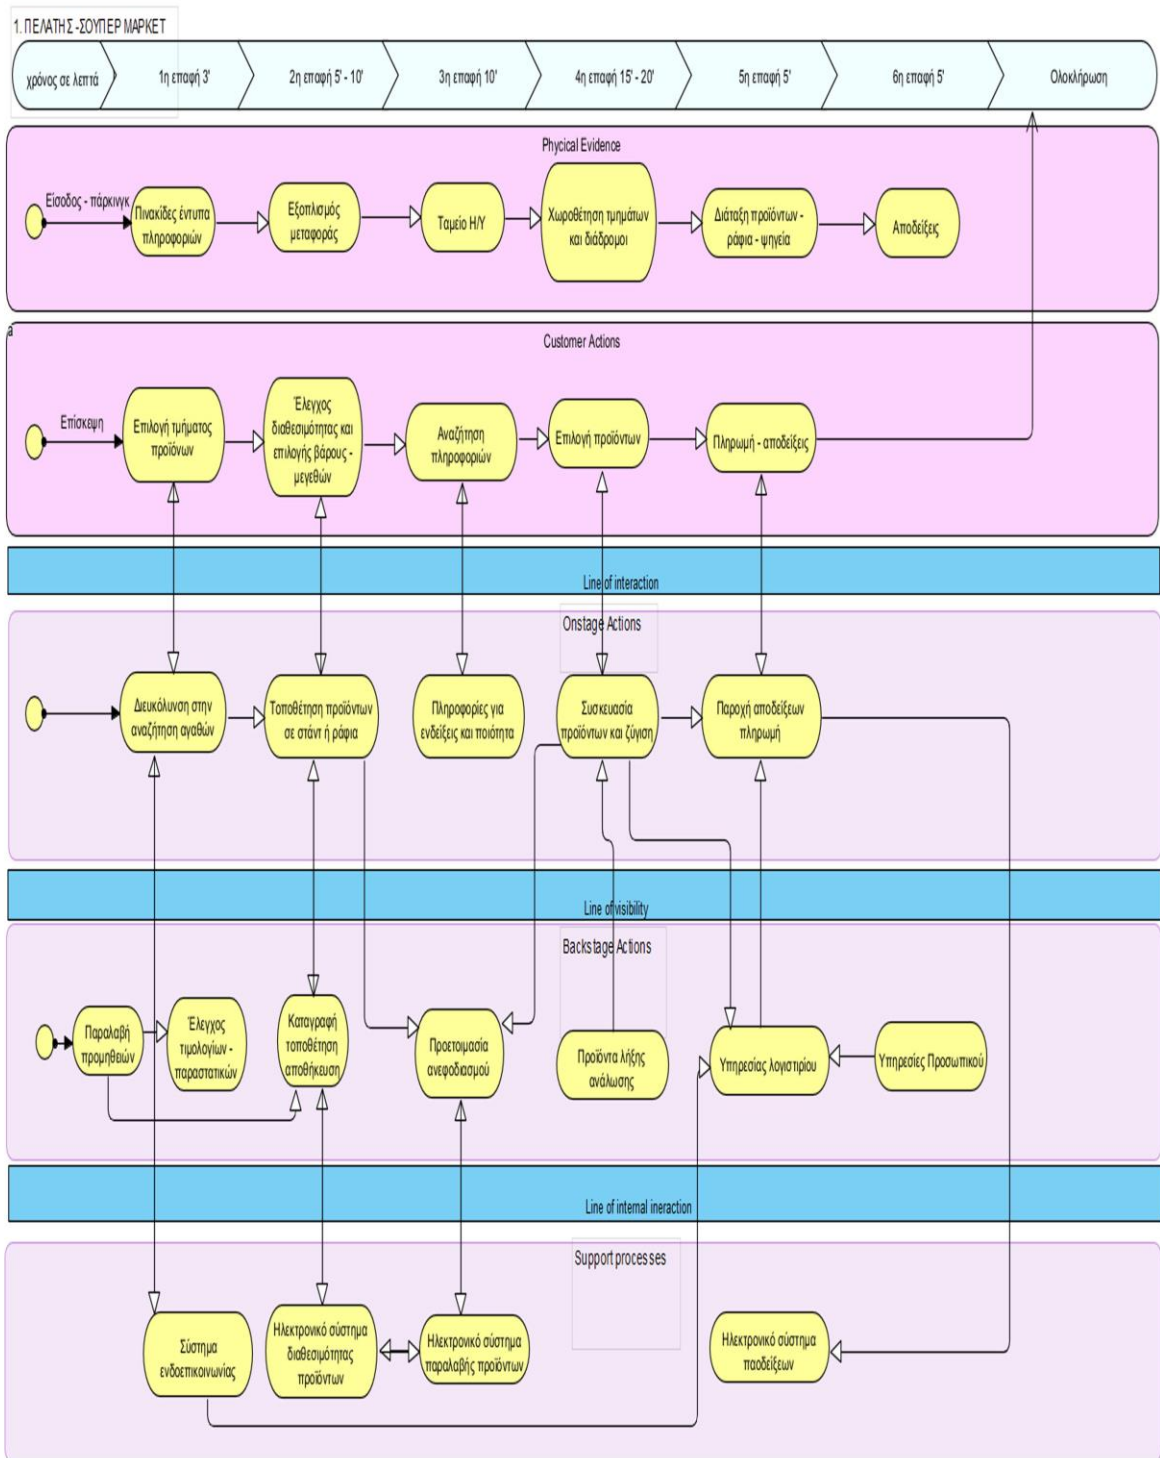 1. ΠΕΛΑΤΗΣ -ΣΟΥΠΕΡ ΜΑΡΚΕΤ
χρόνος σε λεπτά
1η επαφή 3'
2η επαφή 5' - 10'
3η επαφή 10'
4η επαφή 15' - 20'
5η επαφή 5'
6η επαφή 5'
Ολοκλήρωση
Phycical Evidence
Είσοδος - πάρκινγκ
Πινακίδες έντυπα
πληροφοριών
Εξοπλισμός
μεταφοράς
Ταμείο Η/Υ
Χωροθέτηση τμημάτων
και διάδρομοι
Διάταξη προϊόντων -
ράφια - ψηγεία
Αποδείξεις
a
Customer Actions
Επίσκεψη
Επιλογή τμήματος
προϊόνων
Έλεγχος
διαθεσιμότητας και
επιλογής βάρους -
μεγεθών
Αναζήτηση
πληροφοριών
Επιλογή προϊόντων
Πληρωμή - αποδείξεις
Line of interaction
Onstage Actions
Διευκόλυνση στην
αναζήτηση αγαθών
Τοποθέτηση προϊόντων
σε στάντ ή ράφια
Πληροφορίες για
ενδείξεις και ποιότητα
Συσκευασία
προϊόντων και ζύγιση
Παροχή αποδείξεων
πληρωμή
Line of visibility
Backstage Actions
Παραλαβή
προμηθειών
Έλεγχος
τιμολογίων -
παραστατικών
Καταγραφή
τοποθέτηση
αποθήκευση
Προετοιμασία
ανεφοδιασμού
Προϊόντα λήξης
ανάλωσης
Υπηρεσίας λογιστιρίου
Υπηρεσίες Προσωπικού
Line of internal ineraction
Support processes
Σύστημα
ενδοεπικοινωνίας
Ηλεκτρονικό σύστημα
διαθεσιμότητας
προϊόντων
Ηλεκτρονικό σύστημα
παραλαβής προϊόντων
Ηλεκτρονικό σύστημα
παοδείξεων